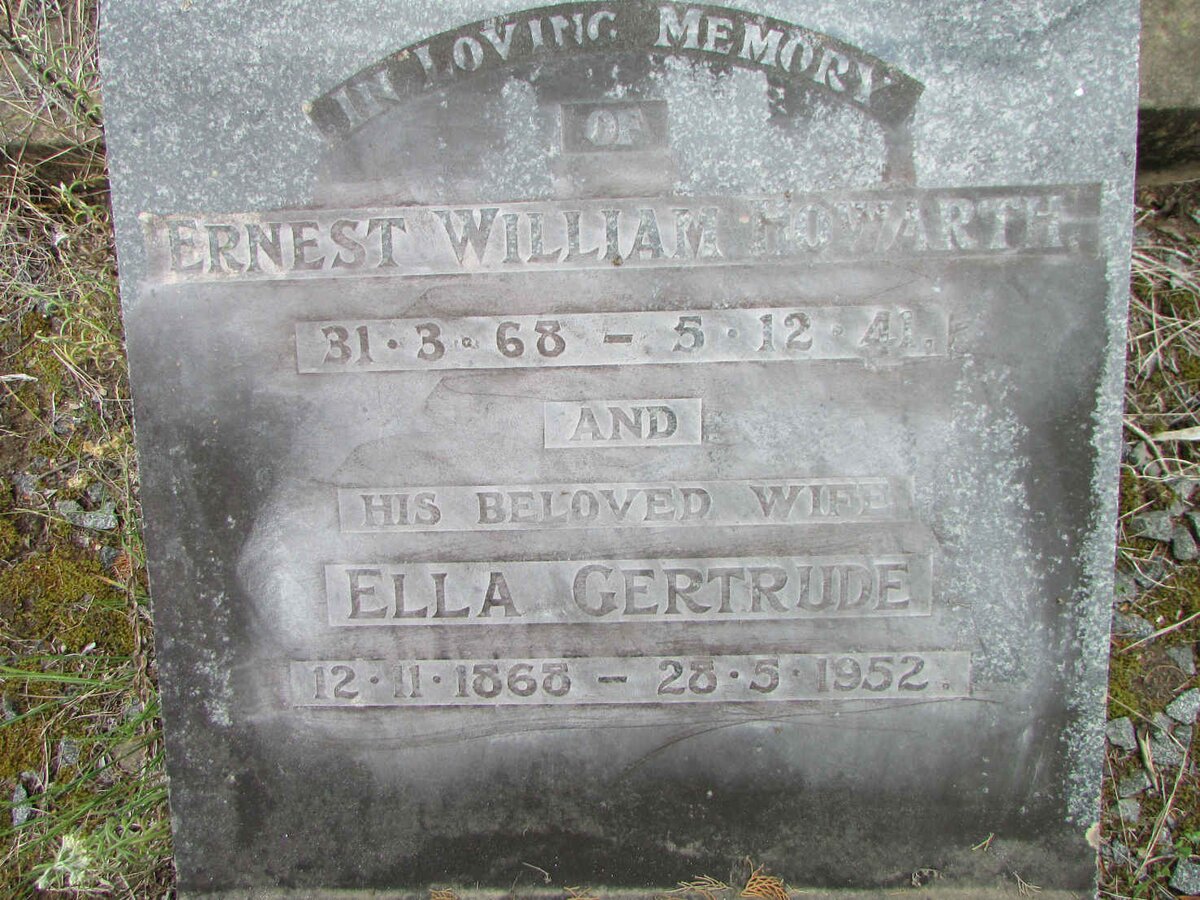 IN LOVING MEMORY
OF
ERNEST WILLIAM HOWARTH.
31·3·68 – 5·12·41.
AND
HIS BELOVED WIFE
ELLA GERTRUDE
12·11·1868 – 28·5·1952.